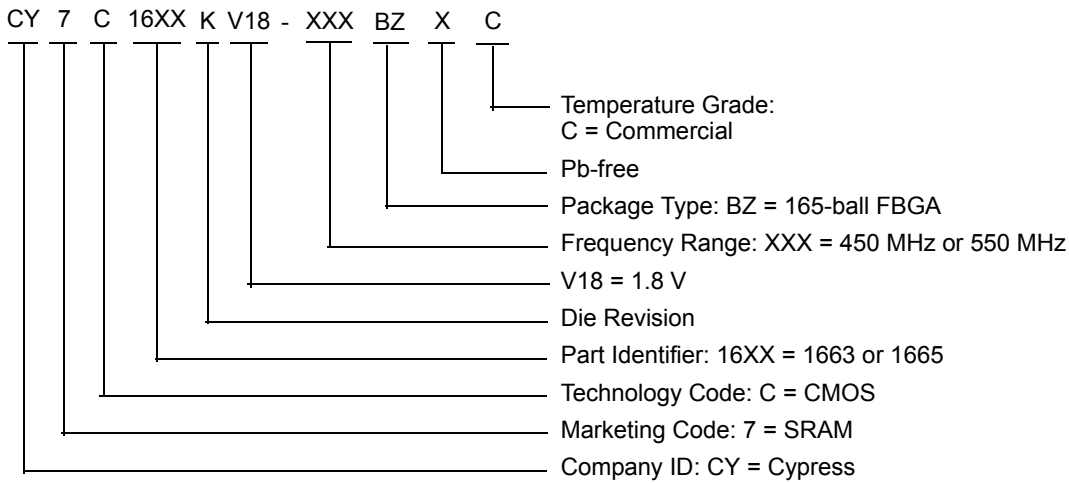 CY 7 C 16XX K V18 - XXX BZ X C
Temperature Grade:
C = Commercial
Pb-free
Package Type: BZ = 165-ball FBGA
Frequency Range: XXX = 450 MHz or 550 MHz
V18 = 1.8 V
Die Revision
Part Identifier: 16XX = 1663 or 1665
Technology Code: C = CMOS
Marketing Code: 7 = SRAM
Company ID: CY = Cypress